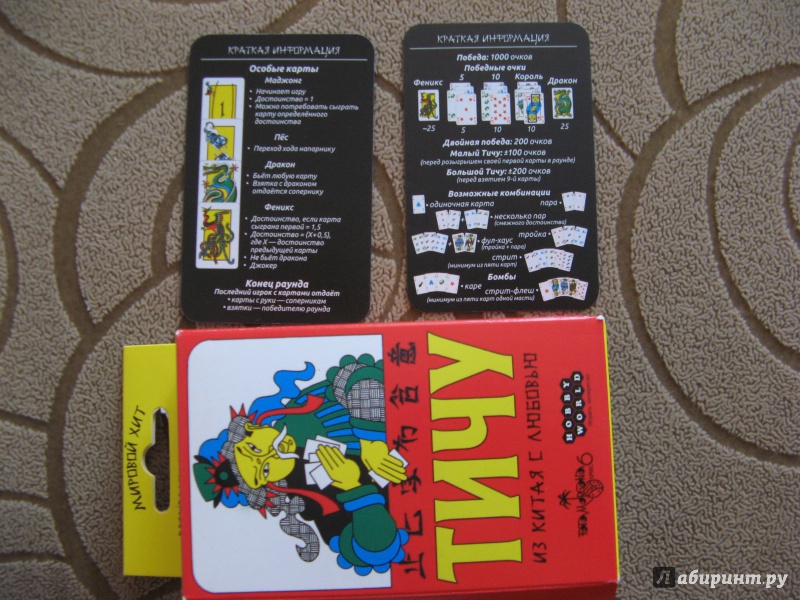 КРАТКАЯ ИНФОРМАЦИЯ
Особые карты
Маджонг
• Начинает игру
• Достоинство = 1
• Можно потребовать сыграть
карту определённого
достоинства
Пёс
• Переход хода напарнику
Дракон
• Бьёт любую карту
• Взятка с драконом
отдаётся сопернику
Феникс
• Достоинство, если карта
сыграна первой = 1,5
• Достоинство = (X+0,5),
где X — достоинство
предыдущей карты
• Не бьёт дракона
• Джокер
Конец раунда
Последний игрок с картами отдаёт
• карты с руки — соперникам
• взятки — победителю раунда
КРАТКАЯ ИНФОРМАЦИЯ
Победа: 1000 очков
Победные очки
Феникс 5 10 Король Дракон
–25 5 10 10 25
Двойная победа: 200 очков
Малый Тичу: ±100 очков
(перед розыгрышем своей первой карты в раунде)
Большой Тичу: ±200 очков
(перед взятием 9-й карты)
Возможные комбинации
• одиночная карта пара •
• несколько пар
(смежного достоинства)
тройка •
• фул-хаус
(тройка + пара)
стрит •
(минимум из пяти карт)
Бомбы
• каре
стрит-флеш •
(минимум из пяти карт одной масти)
МИРОВОЙ ХИТ
ТИЧУ
ИЗ КИТАЯ С ЛЮБОВЬЮ
HOBBY
WORLD
Лабиринт.ру